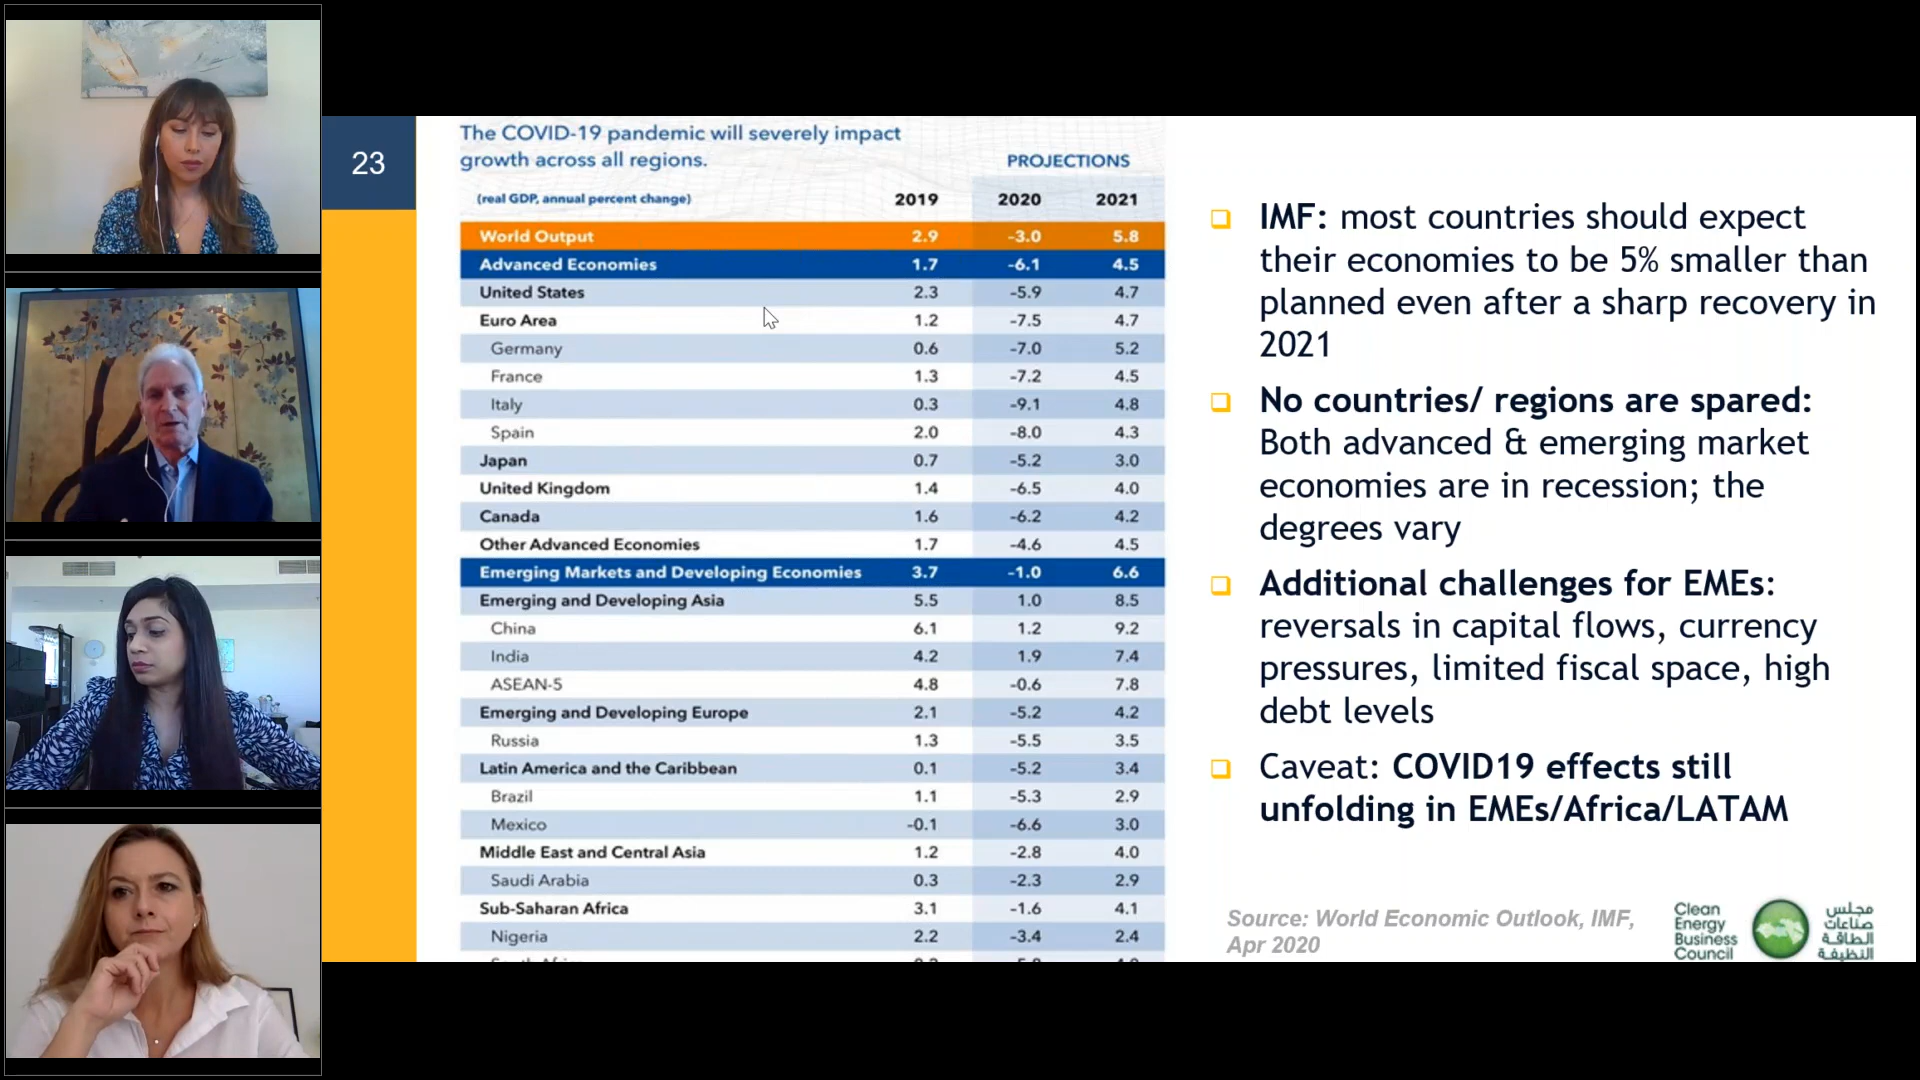 23
The COVID-19 pandemic will severely impact
growth across all regions.
PROJECTIONS
(real GDP, annual percent change) 2019 2020 2021
World Output 2.9 -3.0 5.8
Advanced Economies 1.7 -6.1 4.5
United States 2.3 -5.9 4.7
Euro Area 1.2 -7.5 4.7
Germany 0.6 -7.0 5.2
France 1.3 -7.2 4.5
Italy 0.3 -9.1 4.8
Spain 2.0 -8.0 4.3
Japan 0.7 -5.2 3.0
United Kingdom 1.4 -6.5 4.0
Canada 1.6 -6.2 4.2
Other Advanced Economies 1.7 -4.6 4.5
Emerging Markets and Developing Economies 3.7 -1.0 6.6
Emerging and Developing Asia 5.5 1.0 8.5
China 6.1 1.2 9.2
India 4.2 1.9 7.4
ASEAN-5 4.8 -0.6 7.8
Emerging and Developing Europe 2.1 -5.2 4.2
Russia 1.3 -5.5 3.5
Latin America and the Caribbean 0.1 -5.2 3.4
Brazil 1.1 -5.3 2.9
Mexico -0.1 -6.6 3.0
Middle East and Central Asia 1.2 -2.8 4.0
Saudi Arabia 0.3 -2.3 2.9
Sub-Saharan Africa 3.1 -1.6 4.1
Nigeria 2.2 -3.4 2.4
IMF: most countries should expect
their economies to be 5% smaller than
planned even after a sharp recovery in
2021
No countries/ regions are spared:
Both advanced & emerging market
economies are in recession; the
degrees vary
Additional challenges for EMEs:
reversals in capital flows, currency
pressures, limited fiscal space, high
debt levels
Caveat: COVID19 effects still
unfolding in EMEs/Africa/LATAM
Source: World Economic Outlook, IMF,
Apr 2020
Clean
Energy
Business
Council
مجلس
صناعات
الطاقة
النظيفة